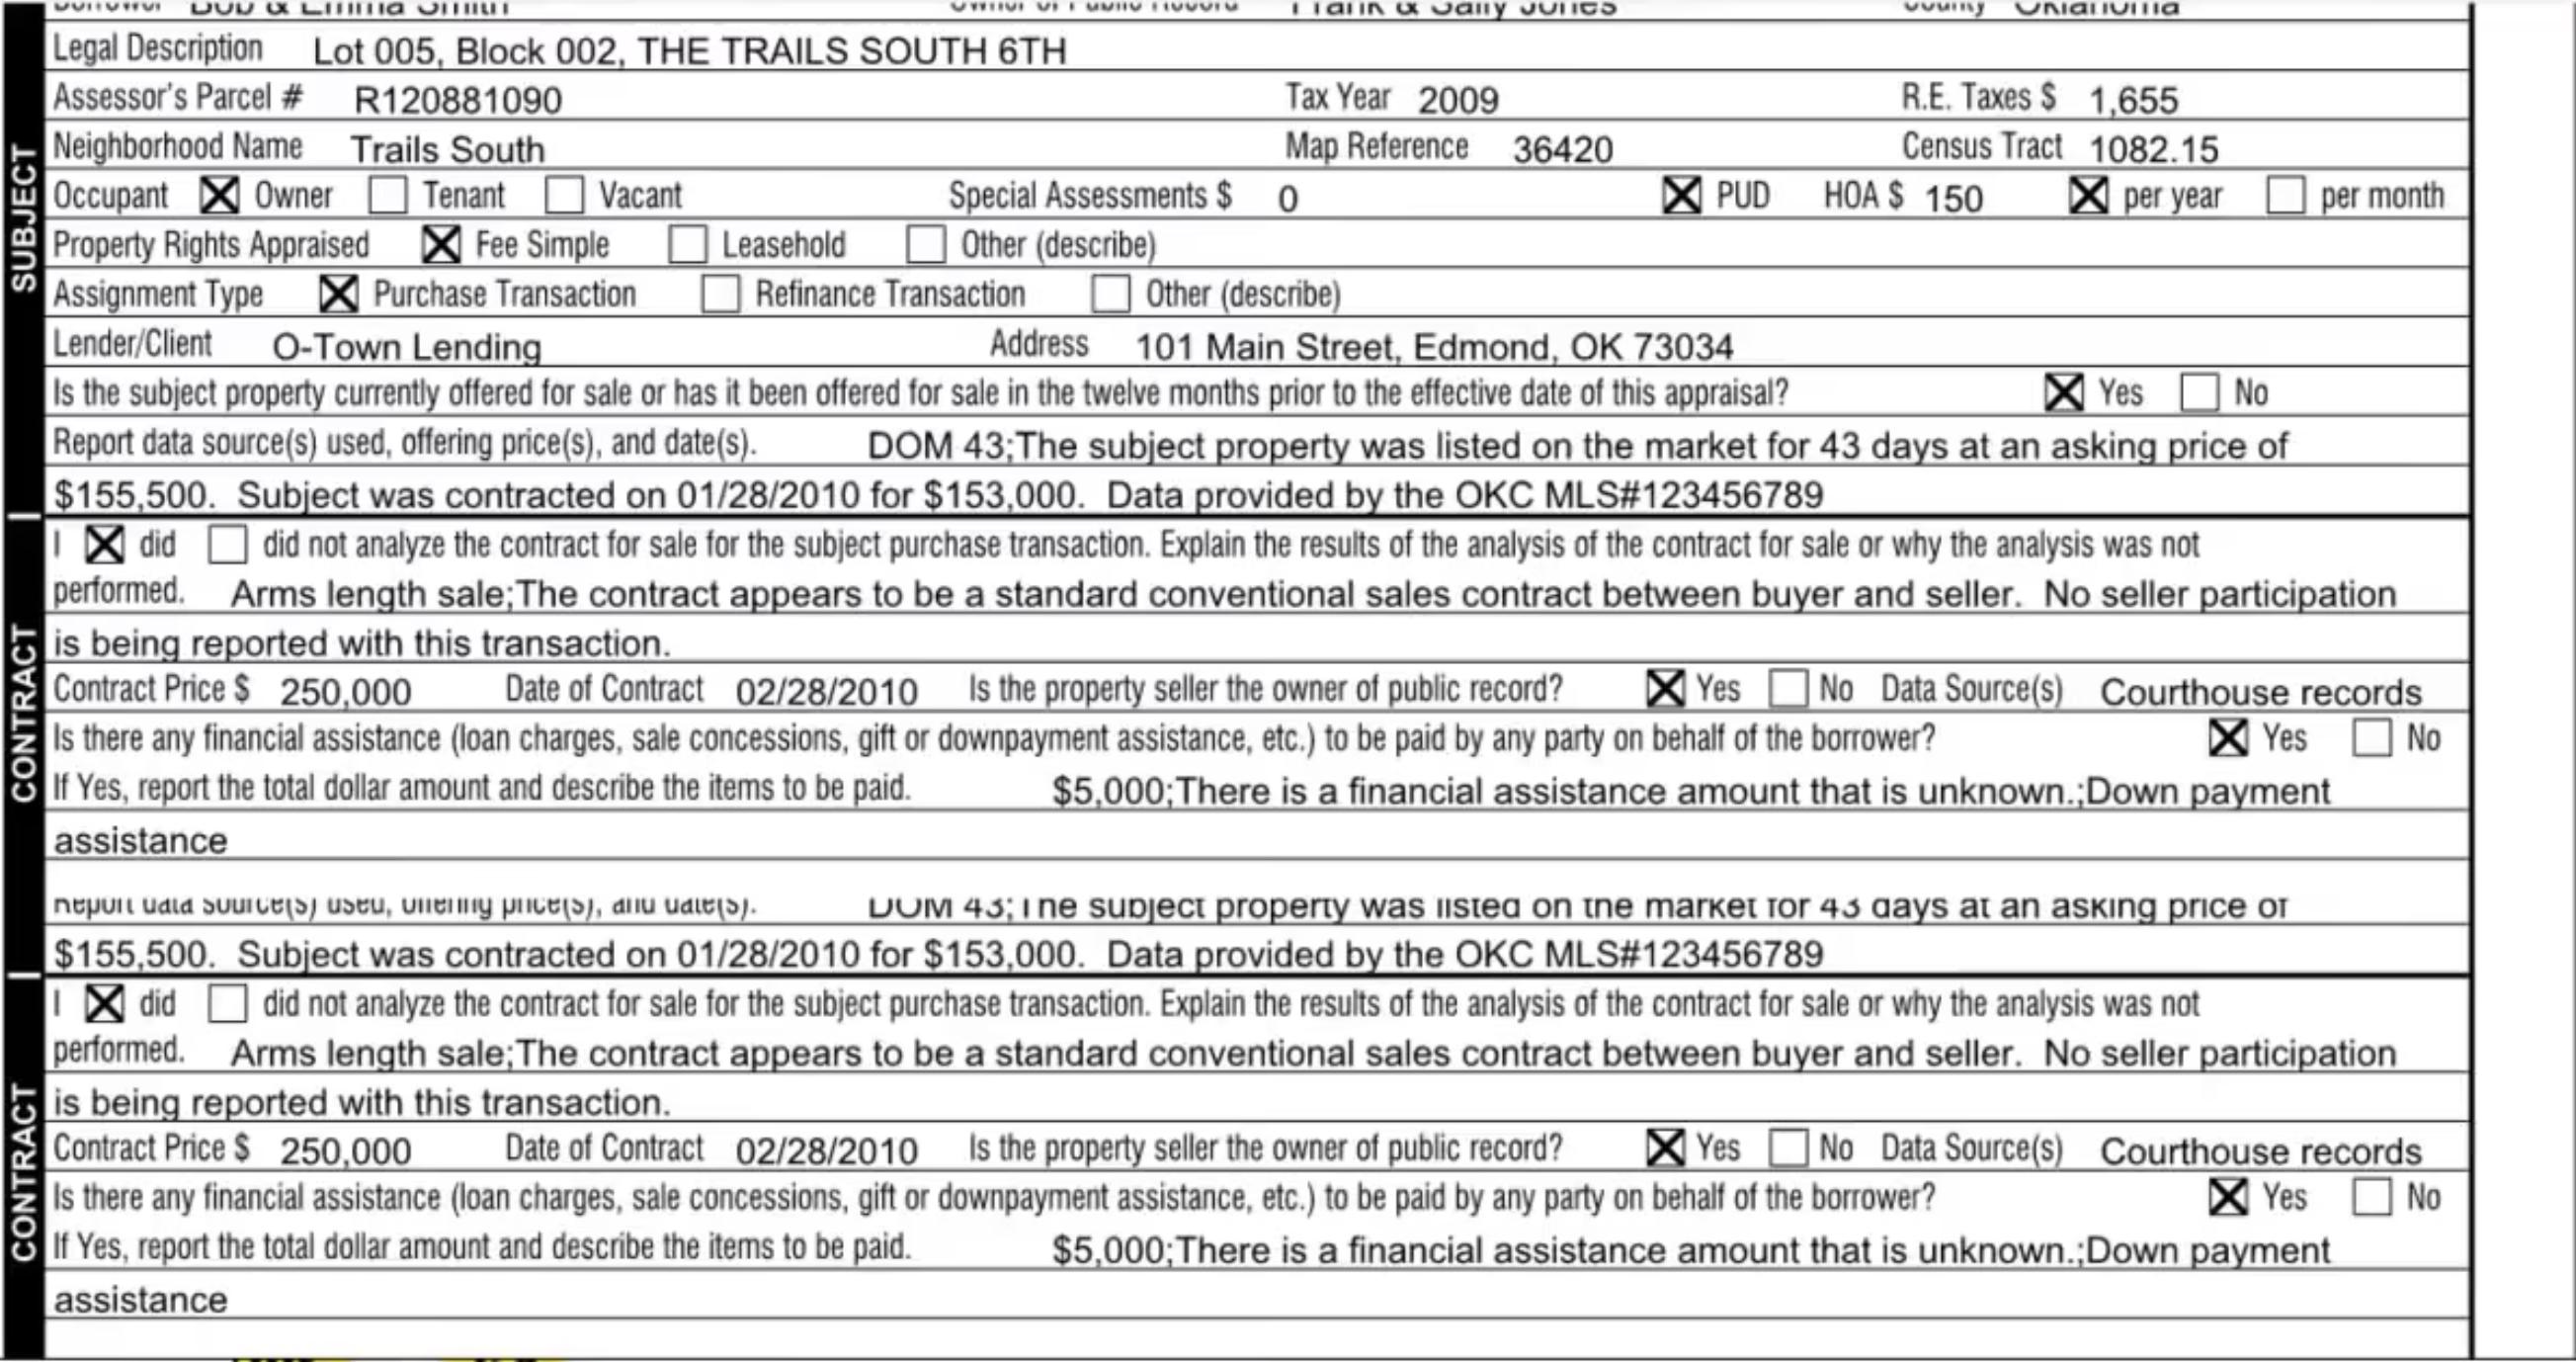 Borrower Bob & Emma Smith Owner of Public Record Frank & Sally Jones County Oklahoma
Legal Description Lot 005, Block 002, THE TRAILS SOUTH 6TH
Assessor's Parcel # R120881090 Tax Year 2009 R.E. Taxes $ 1,655
Neighborhood Name Trails South Map Reference 36420 Census Tract 1082.15
SUBJECT
Occupant Owner Tenant Vacant Special Assessments $ 0 PUD HOA $ 150 per year per month
Property Rights Appraised Fee Simple Leasehold Other (describe)
Assignment Type Purchase Transaction Refinance Transaction Other (describe)
Lender/Client O-Town Lending Address 101 Main Street, Edmond, OK 73034
Is the subject property currently offered for sale or has it been offered for sale in the twelve months prior to the effective date of this appraisal? Yes No
Report data source(s) used, offering price(s), and date(s). DOM 43;The subject property was listed on the market for 43 days at an asking price of
$155,500. Subject was contracted on 01/28/2010 for $153,000. Data provided by the OKC MLS#123456789
I did did not analyze the contract for sale for the subject purchase transaction. Explain the results of the analysis of the contract for sale or why the analysis was not
performed. Arms length sale;The contract appears to be a standard conventional sales contract between buyer and seller. No seller participation
is being reported with this transaction.
CONTRACT
Contract Price $ 250,000 Date of Contract 02/28/2010 Is the property seller the owner of public record? Yes No Data Source(s) Courthouse records
Is there any financial assistance (loan charges, sale concessions, gift or downpayment assistance, etc.) to be paid by any party on behalf of the borrower? Yes No
If Yes, report the total dollar amount and describe the items to be paid. $5,000;There is a financial assistance amount that is unknown.;Down payment
assistance
Report data source(s) used, offering price(s), and date(s). DOM 43;The subject property was listed on the market for 43 days at an asking price of
$155,500. Subject was contracted on 01/28/2010 for $153,000. Data provided by the OKC MLS#123456789
I did did not analyze the contract for sale for the subject purchase transaction. Explain the results of the analysis of the contract for sale or why the analysis was not
performed. Arms length sale;The contract appears to be a standard conventional sales contract between buyer and seller. No seller participation
is being reported with this transaction.
CONTRACT
Contract Price $ 250,000 Date of Contract 02/28/2010 Is the property seller the owner of public record? Yes No Data Source(s) Courthouse records
Is there any financial assistance (loan charges, sale concessions, gift or downpayment assistance, etc.) to be paid by any party on behalf of the borrower? Yes No
If Yes, report the total dollar amount and describe the items to be paid. $5,000;There is a financial assistance amount that is unknown.;Down payment
assistance